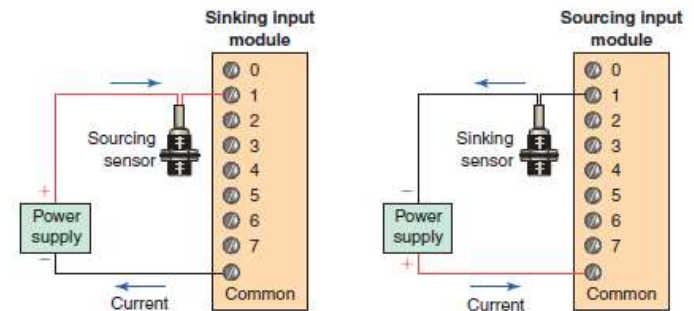 Sinking input
module
0
1
2
3
4
5
6
7
Common
Sourcing
sensor
+
Power
supply
−
Current
Sourcing input
module
0
1
2
3
4
5
6
7
Common
Sinking
sensor
−
Power
supply
+
Current